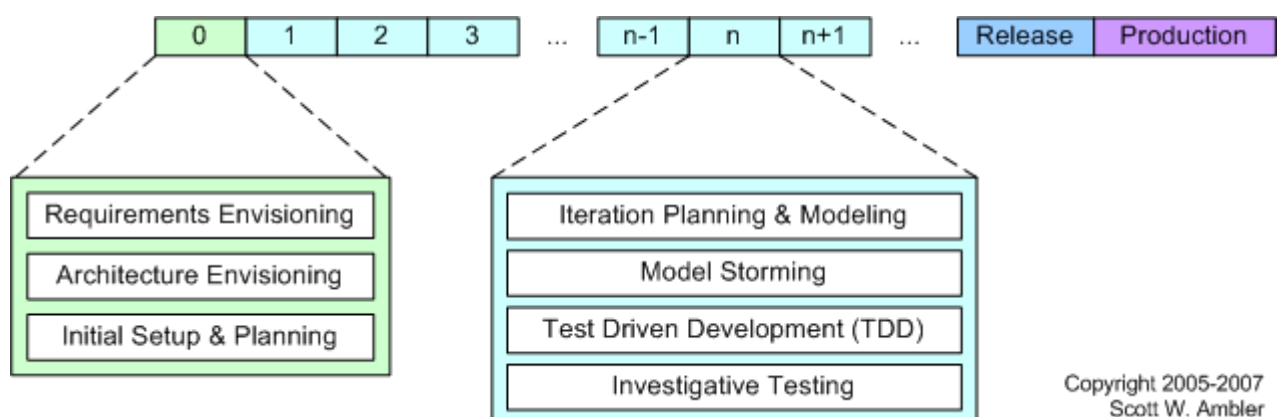 0 1 2 3 ... n-1 n n+1 ... Release Production
Requirements Envisioning
Architecture Envisioning
Initial Setup & Planning
Iteration Planning & Modeling
Model Storming
Test Driven Development (TDD)
Investigative Testing
Copyright 2005-2007
Scott W. Ambler